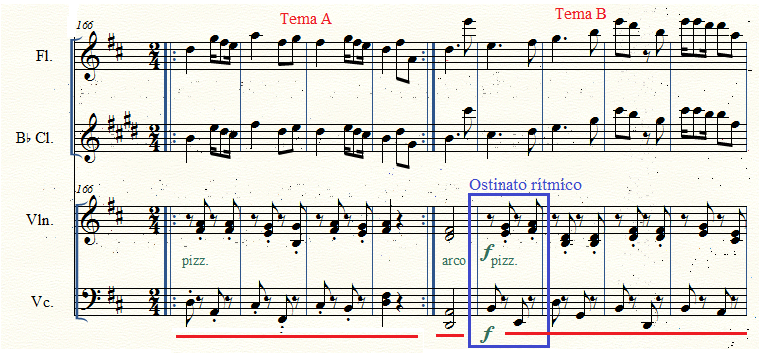 Tema A
Tema B
166
Fl.
B♭ Cl.
Ostinato rítmico
166
Vln.
pizz.
arco
f
pizz.
Vc.
f